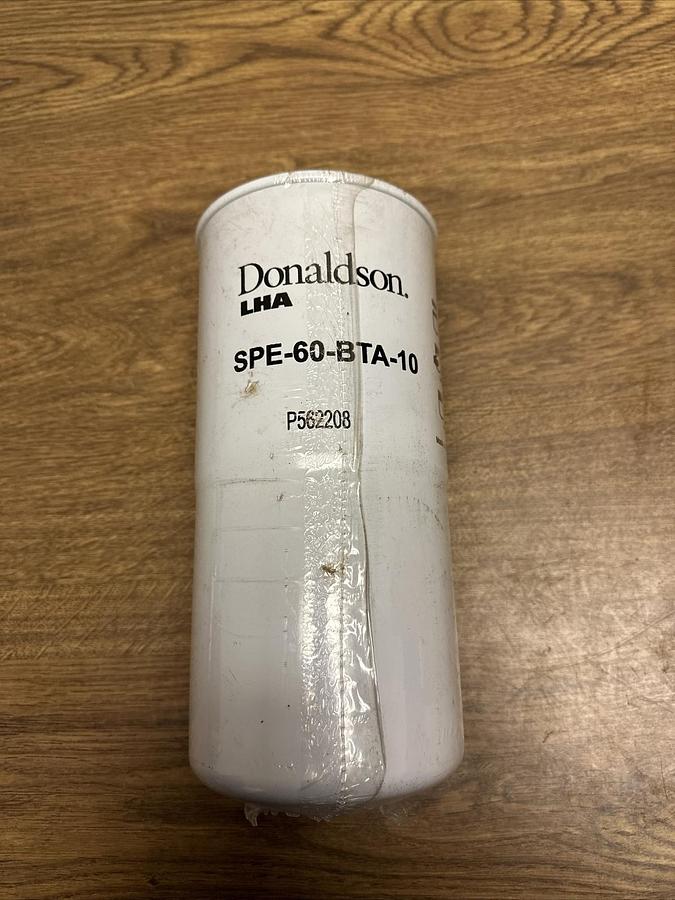 Donaldson.
LHA
SPE-60-BTA-10
P562208